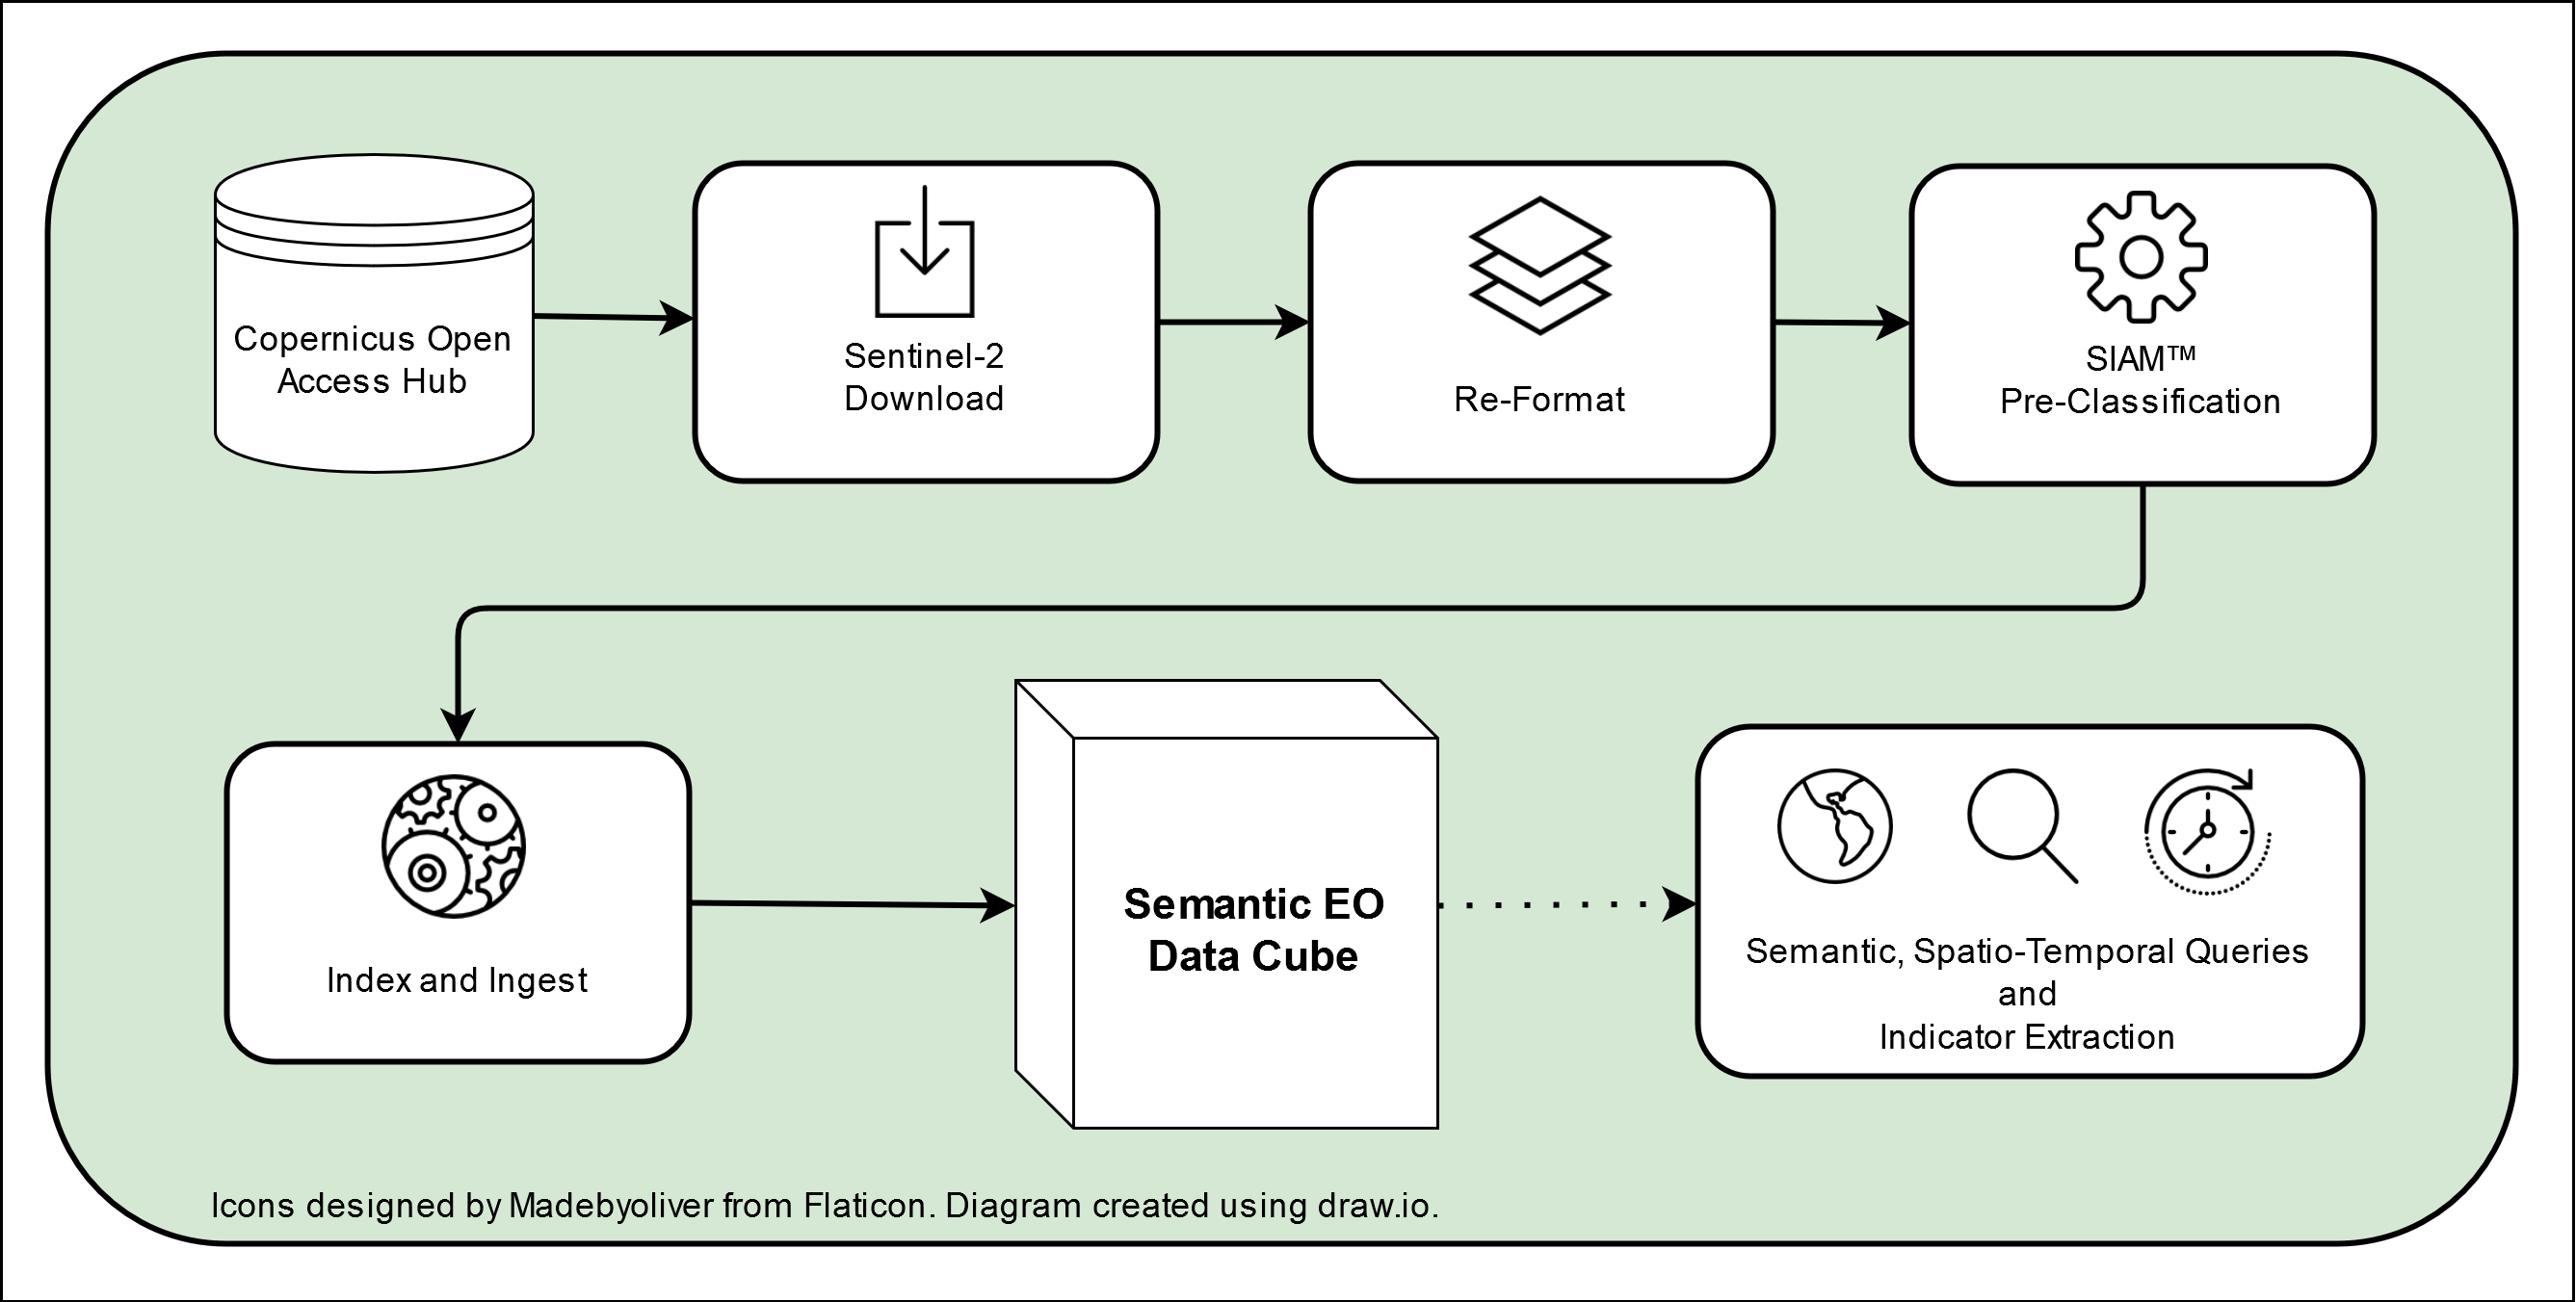 Copernicus Open
Access Hub
Sentinel-2
Download
Re-Format
SIAM™
Pre-Classification
Index and Ingest
Semantic EO
Data Cube
Semantic, Spatio-Temporal Queries
and
Indicator Extraction
Icons designed by Madebyoliver from Flaticon. Diagram created using draw.io.